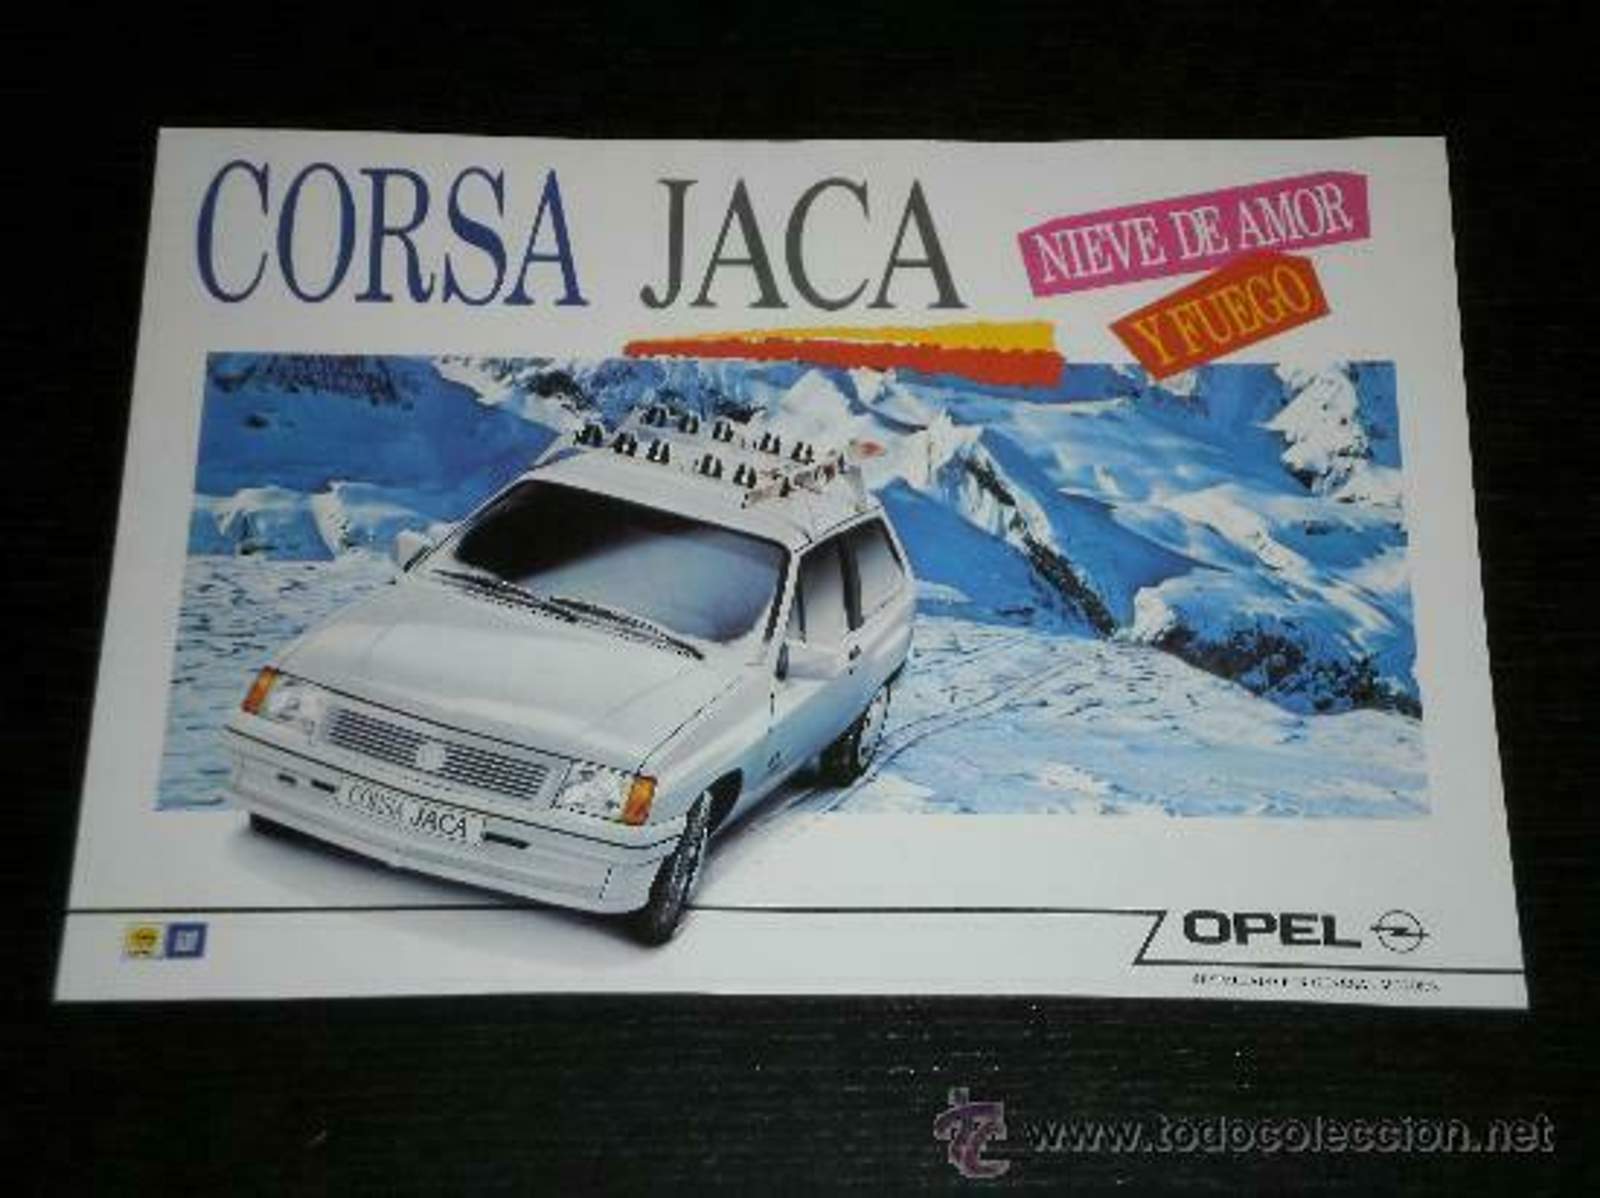 CORSA JACA
NIEVE DE AMOR
Y FUEGO
CORSA JACA
OPEL
www.todocoleccion.net